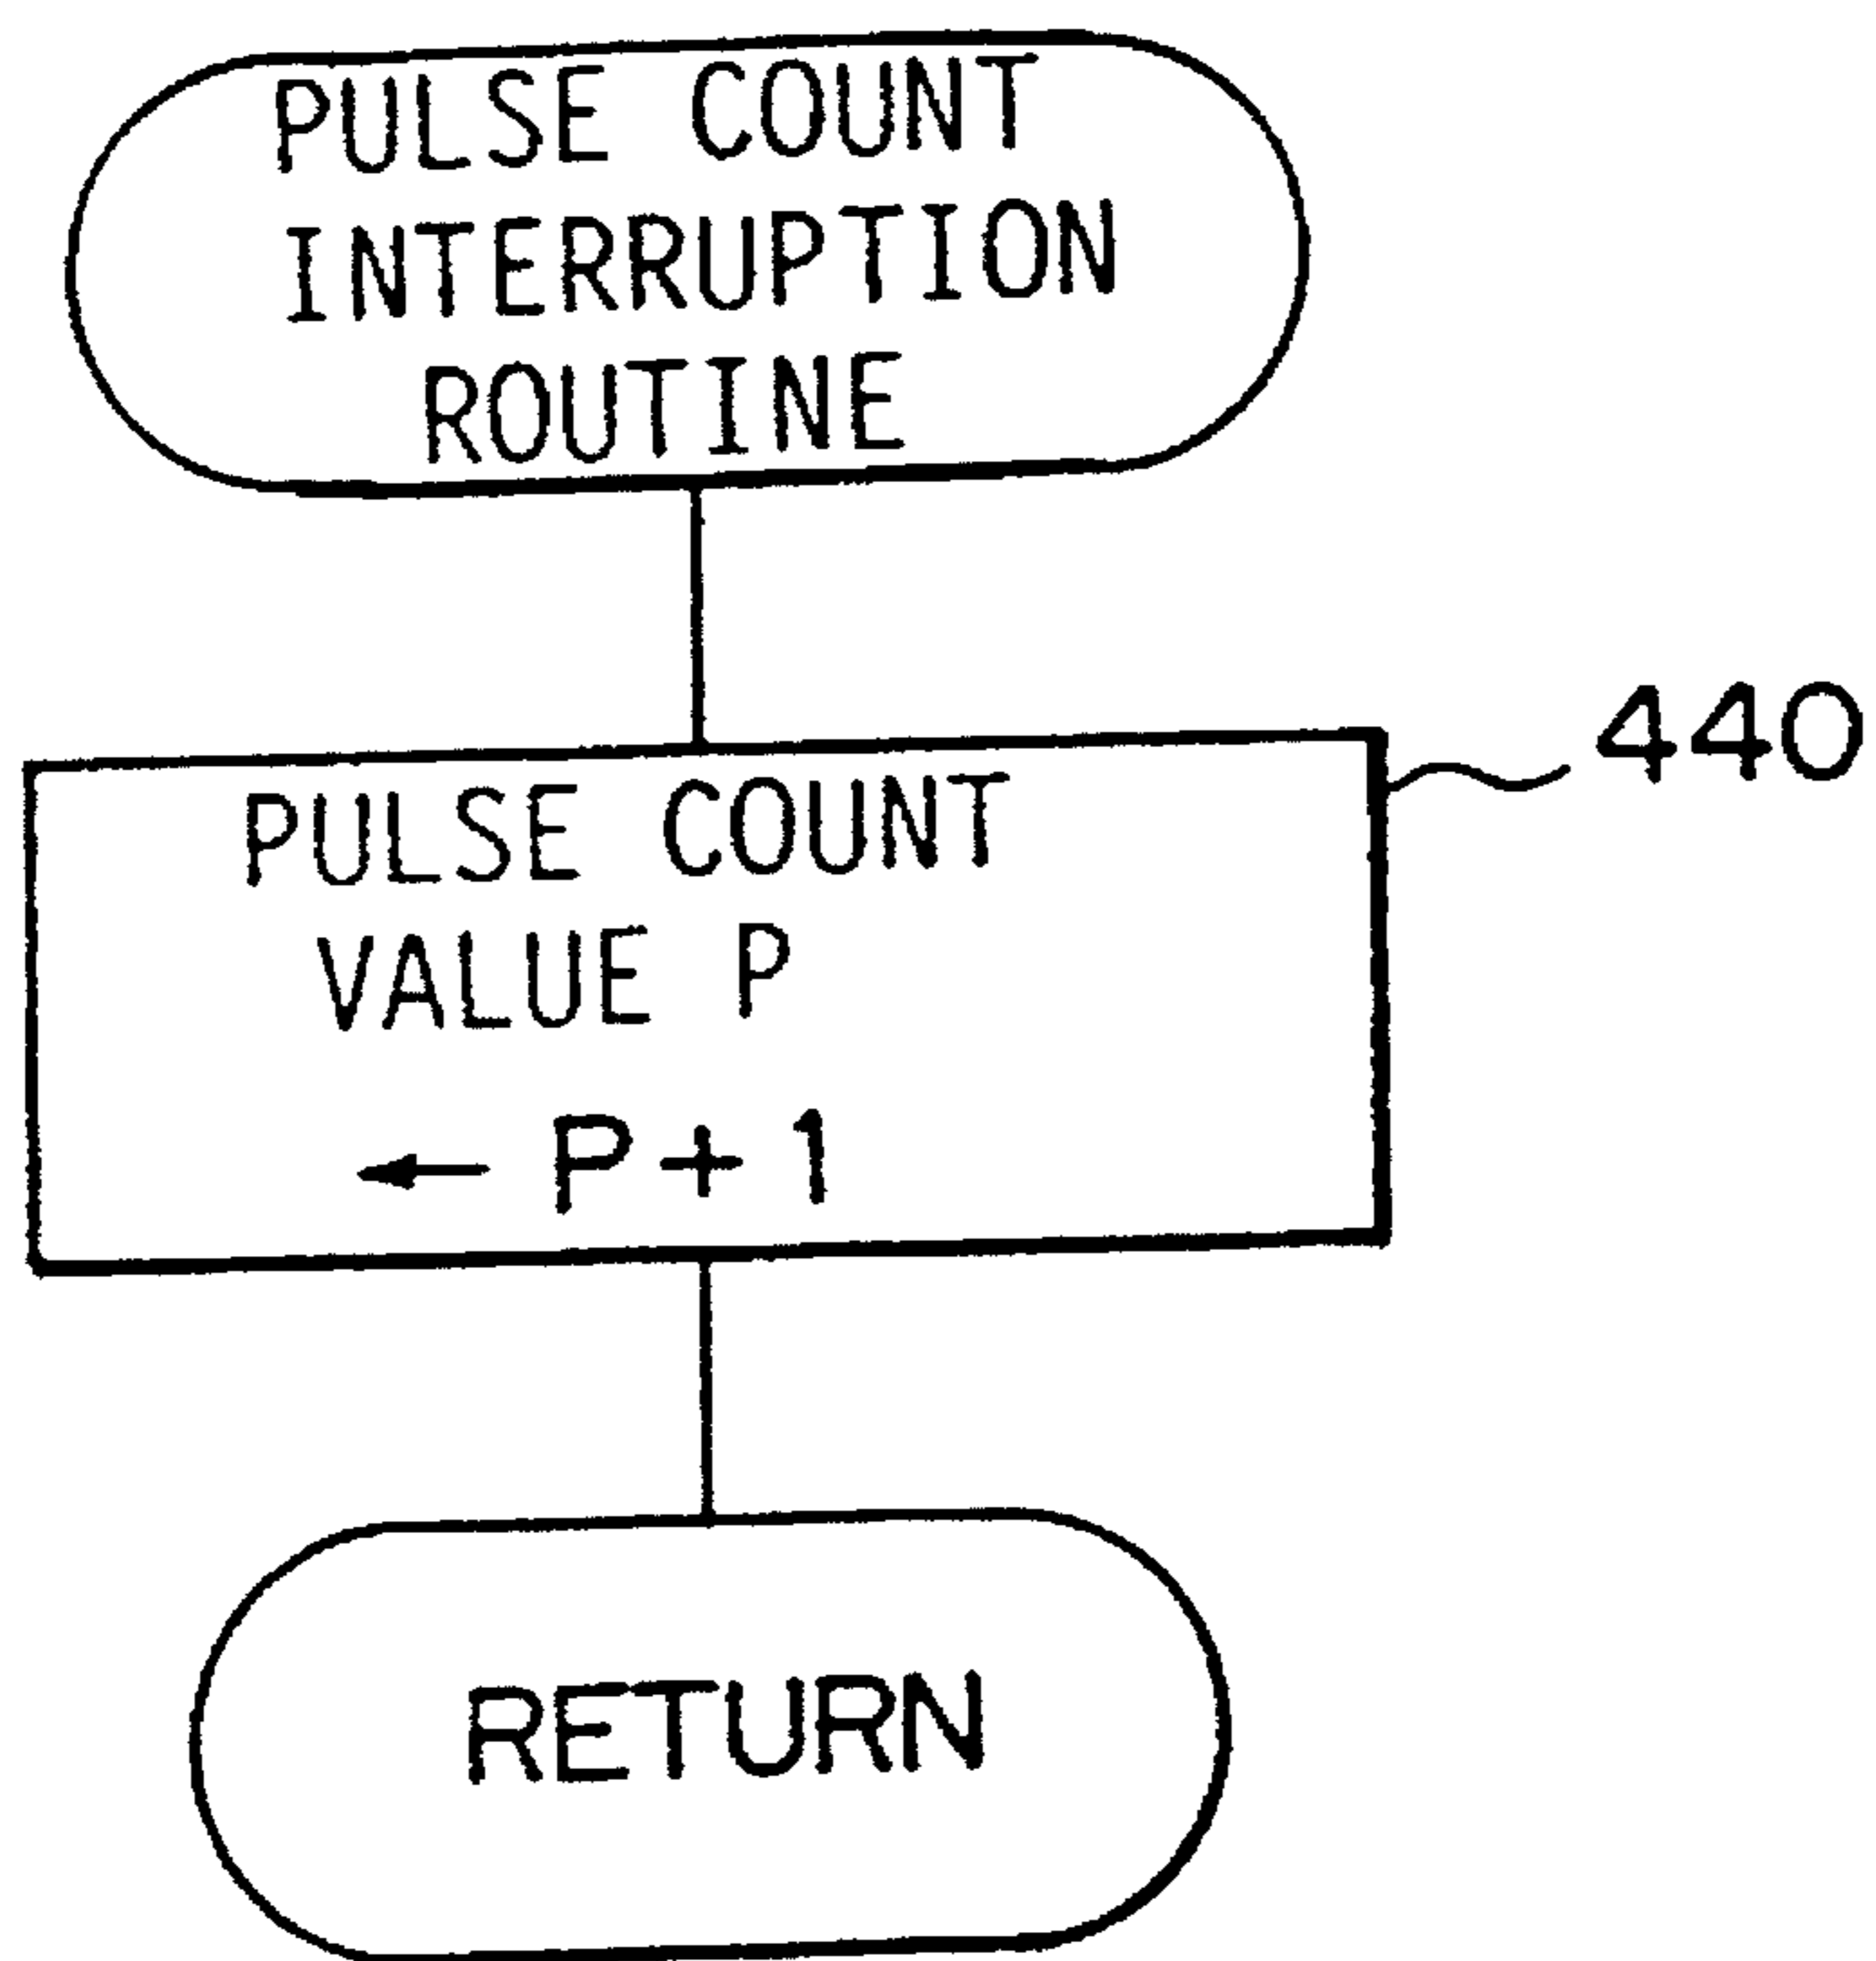 PULSE COUNT
INTERRUPTION
ROUTINE
440
PULSE COUNT
VALUE P
← P+1
RETURN